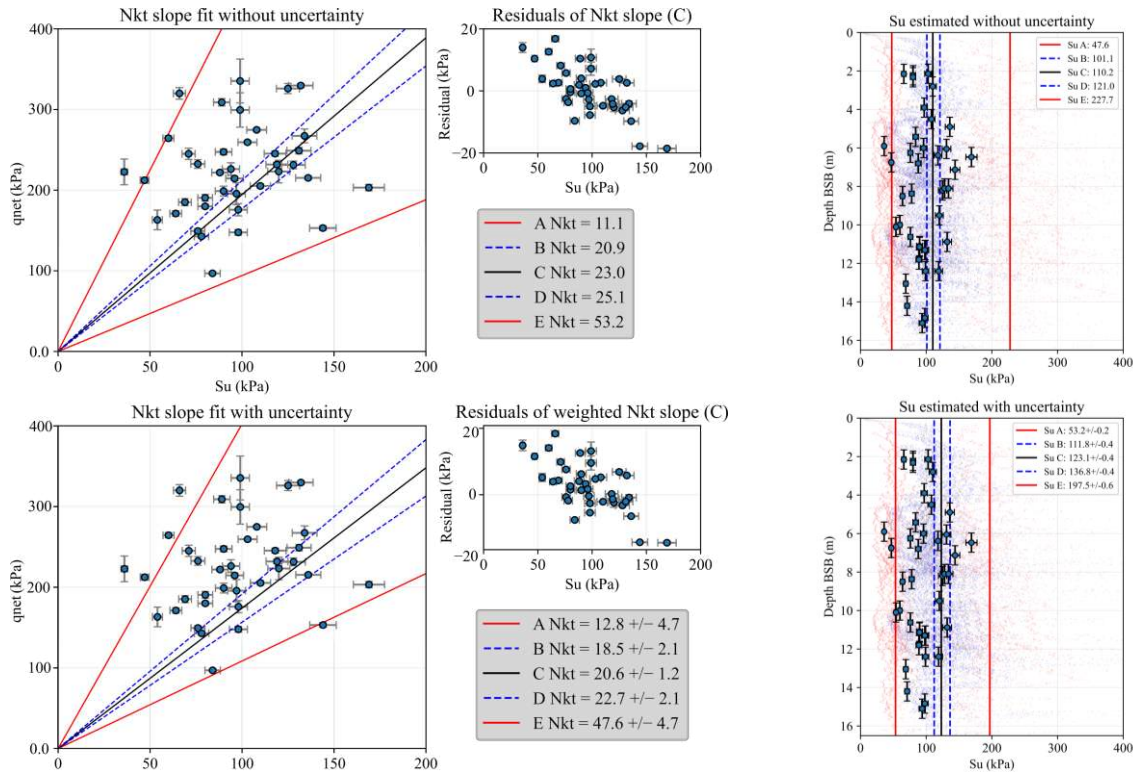 Nkt slope fit without uncertainty
400
300
200
100
0.0
qnet (kPa)
0
50
100
150
200
Su (kPa)
Residuals of Nkt slope (C)
20
0
−20
Residual (kPa)
0
50
100
150
200
Su (kPa)
A Nkt = 11.1
B Nkt = 20.9
C Nkt = 23.0
D Nkt = 25.1
E Nkt = 53.2
Su estimated without uncertainty
Su A: 47.6
Su B: 101.1
Su C: 110.2
Su D: 121.0
Su E: 227.7
0
2
4
6
8
10
12
14
16
Depth BSB (m)
0
100
200
300
400
Su (kPa)
Nkt slope fit with uncertainty
400
300
200
100
0.0
qnet (kPa)
0
50
100
150
200
Su (kPa)
Residuals of weighted Nkt slope (C)
20
0
−20
Residual (kPa)
0
50
100
150
200
Su (kPa)
A Nkt = 12.8 +/− 4.7
B Nkt = 18.5 +/− 2.1
C Nkt = 20.6 +/− 1.2
D Nkt = 22.7 +/− 2.1
E Nkt = 47.6 +/− 4.7
Su estimated with uncertainty
Su A: 53.2+/-0.2
Su B: 111.8+/-0.4
Su C: 123.1+/-0.4
Su D: 136.8+/-0.4
Su E: 197.5+/-0.6
0
2
4
6
8
10
12
14
16
Depth BSB (m)
0
100
200
300
400
Su (kPa)